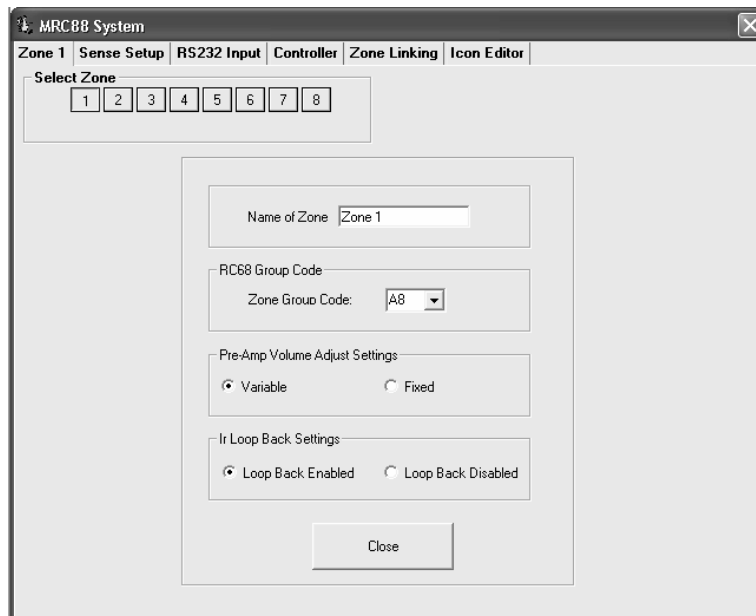 MRC88 System
Zone 1 Sense Setup RS232 Input Controller Zone Linking Icon Editor
Select Zone
1 2 3 4 5 6 7 8
Name of Zone Zone 1
RC68 Group Code
Zone Group Code: A8
Pre-Amp Volume Adjust Settings
Variable Fixed
Ir Loop Back Settings
Loop Back Enabled Loop Back Disabled
Close